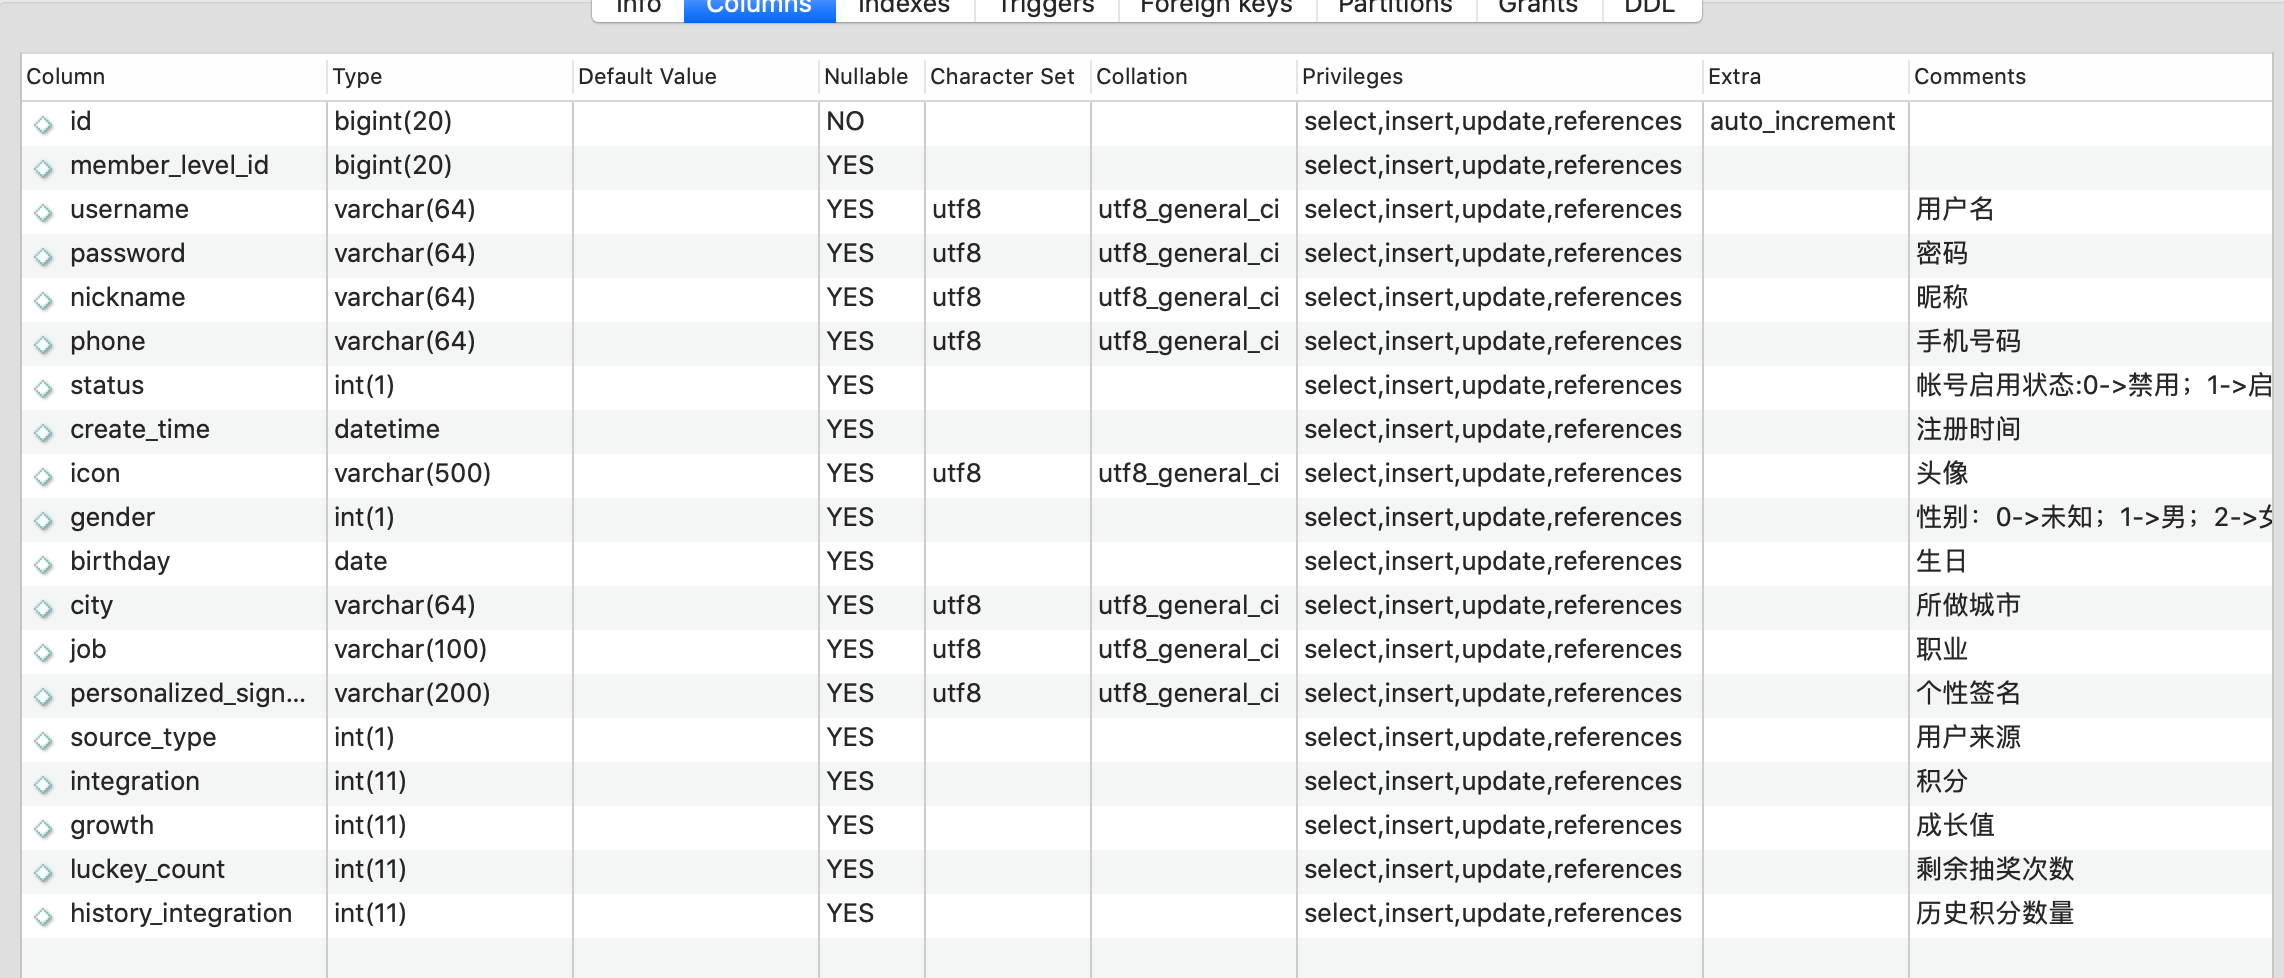 Info Columns Indexes Triggers Foreign keys Partitions Grants DDL
Column Type Default Value Nullable Character Set Collation Privileges Extra Comments
id bigint(20) NO select,insert,update,references auto_increment
member_level_id bigint(20) YES select,insert,update,references
username varchar(64) YES utf8 utf8_general_ci select,insert,update,references 用户名
password varchar(64) YES utf8 utf8_general_ci select,insert,update,references 密码
nickname varchar(64) YES utf8 utf8_general_ci select,insert,update,references 昵称
phone varchar(64) YES utf8 utf8_general_ci select,insert,update,references 手机号码
status int(1) YES select,insert,update,references 帐号启用状态:0->禁用；1->启
create_time datetime YES select,insert,update,references 注册时间
icon varchar(500) YES utf8 utf8_general_ci select,insert,update,references 头像
gender int(1) YES select,insert,update,references 性别：0->未知；1->男；2->女
birthday date YES select,insert,update,references 生日
city varchar(64) YES utf8 utf8_general_ci select,insert,update,references 所做城市
job varchar(100) YES utf8 utf8_general_ci select,insert,update,references 职业
personalized_sign... varchar(200) YES utf8 utf8_general_ci select,insert,update,references 个性签名
source_type int(1) YES select,insert,update,references 用户来源
integration int(11) YES select,insert,update,references 积分
growth int(11) YES select,insert,update,references 成长值
luckey_count int(11) YES select,insert,update,references 剩余抽奖次数
history_integration int(11) YES select,insert,update,references 历史积分数量